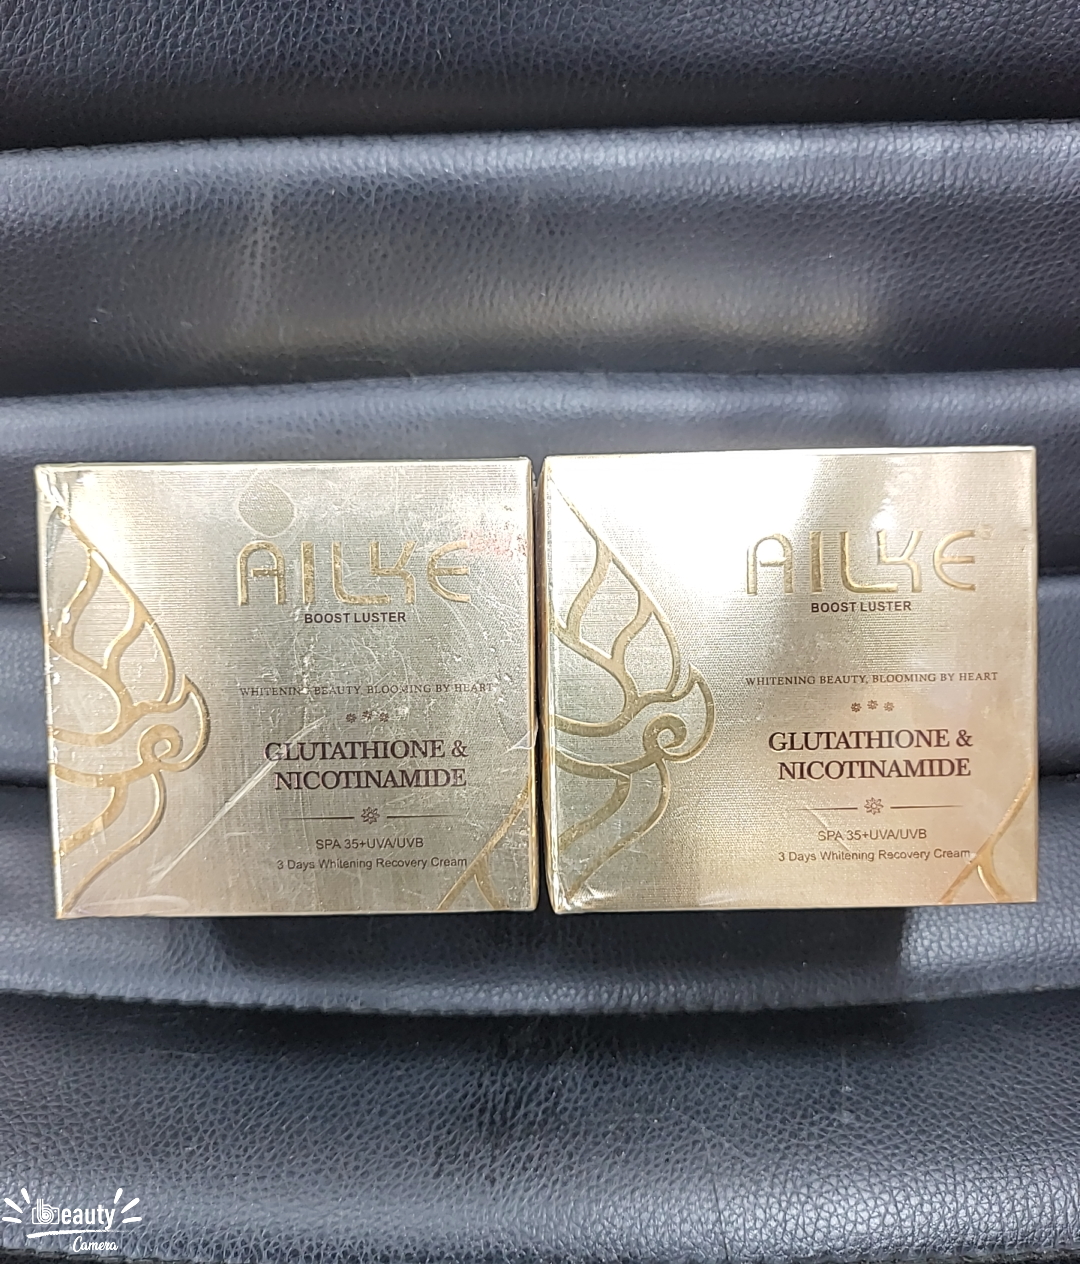 AILKE
BOOST LUSTER
WHITENING BEAUTY, BLOOMING BY HEART
GLUTATHIONE &
NICOTINAMIDE
SPA 35+UVA/UVB
3 Days Whitening Recovery Cream
AILKE
BOOST LUSTER
WHITENING BEAUTY, BLOOMING BY HEART
GLUTATHIONE &
NICOTINAMIDE
SPA 35+UVA/UVB
3 Days Whitening Recovery Cream
beauty
Camera